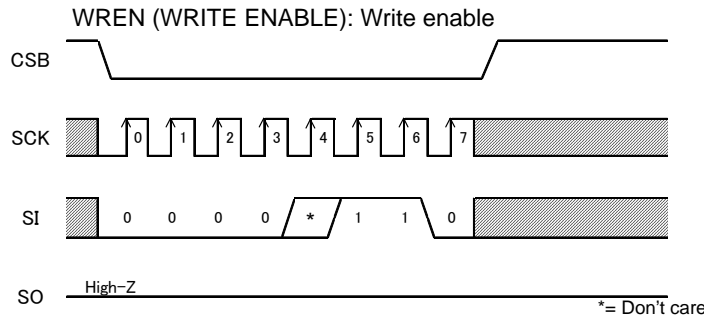 WREN (WRITE ENABLE): Write enable
CSB
SCK 0 1 2 3 4 5 6 7
SI 0 0 0 0 * 1 1 0
SO High-Z
*= Don't care